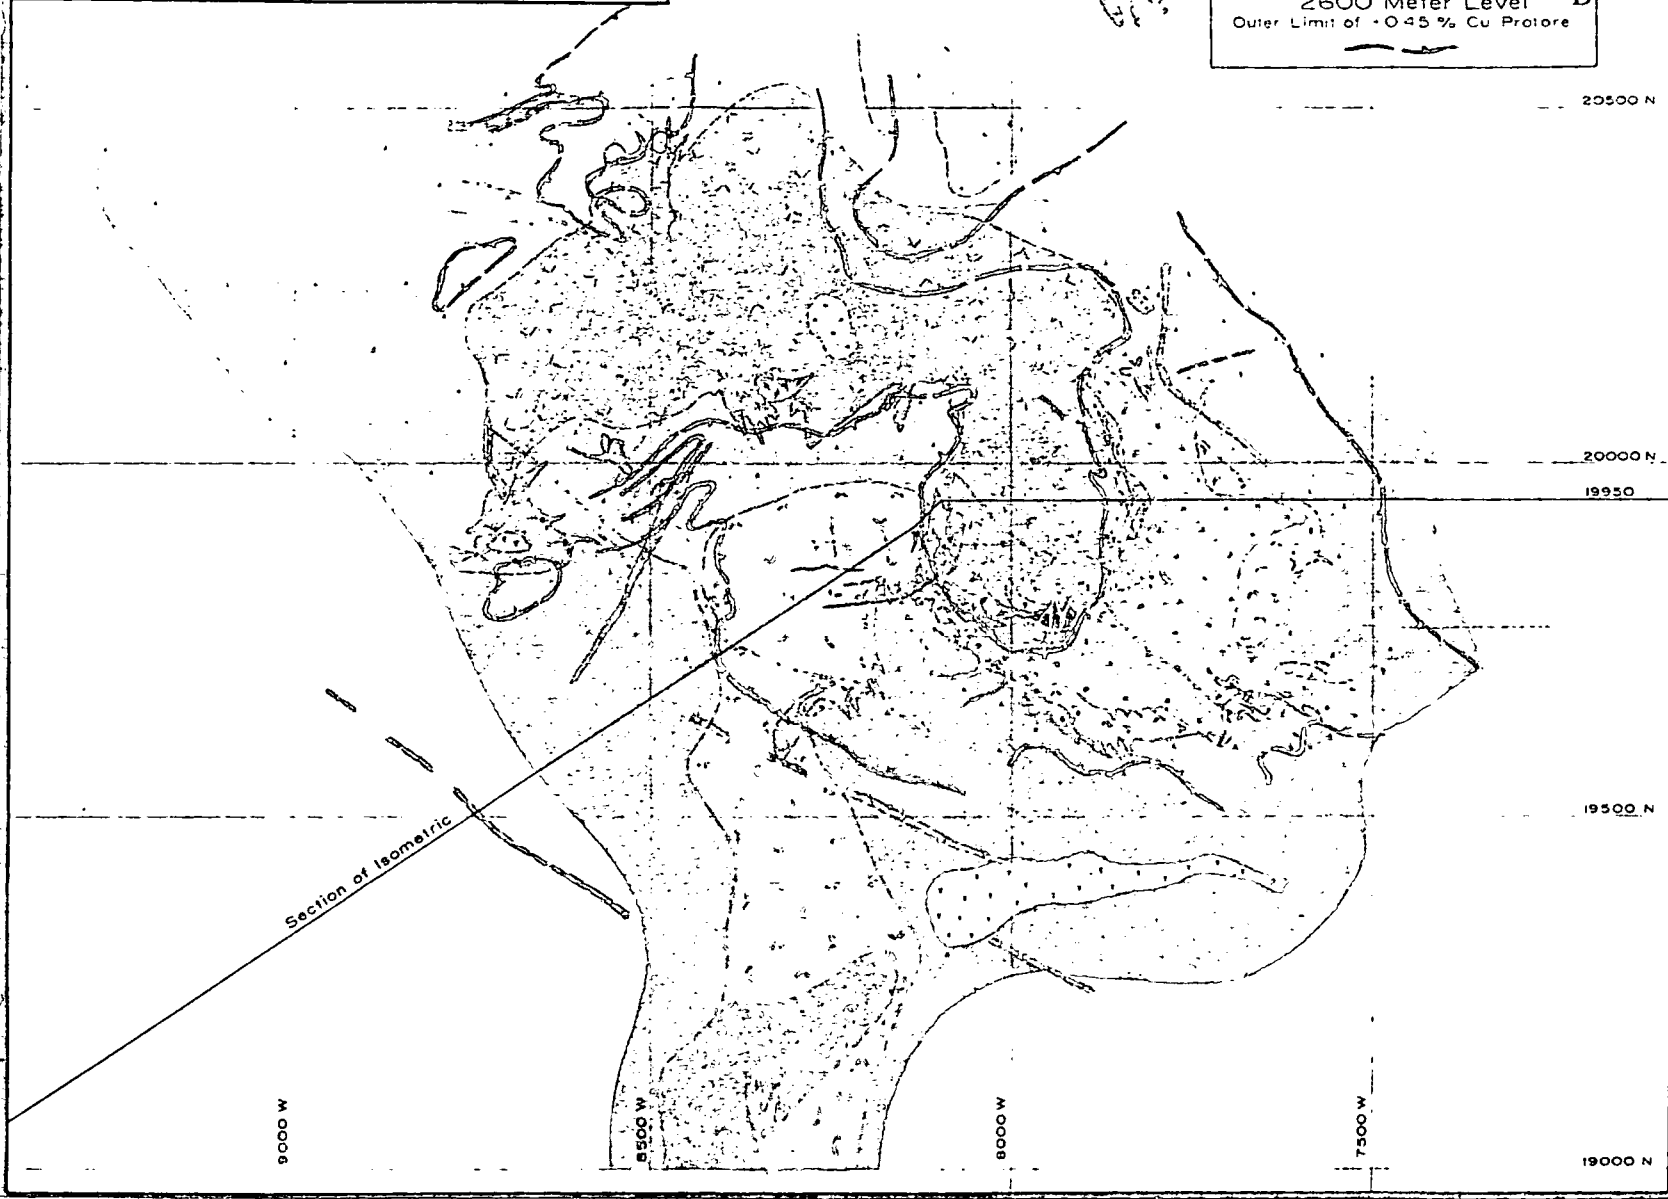 2600 Meter Level
Outer Limit of +0.45 % Cu Protore
20500 N
20000 N
19950
Section of Isometric
19500 N
9000 W
8500 W
8000 W
7500 W
19000 N